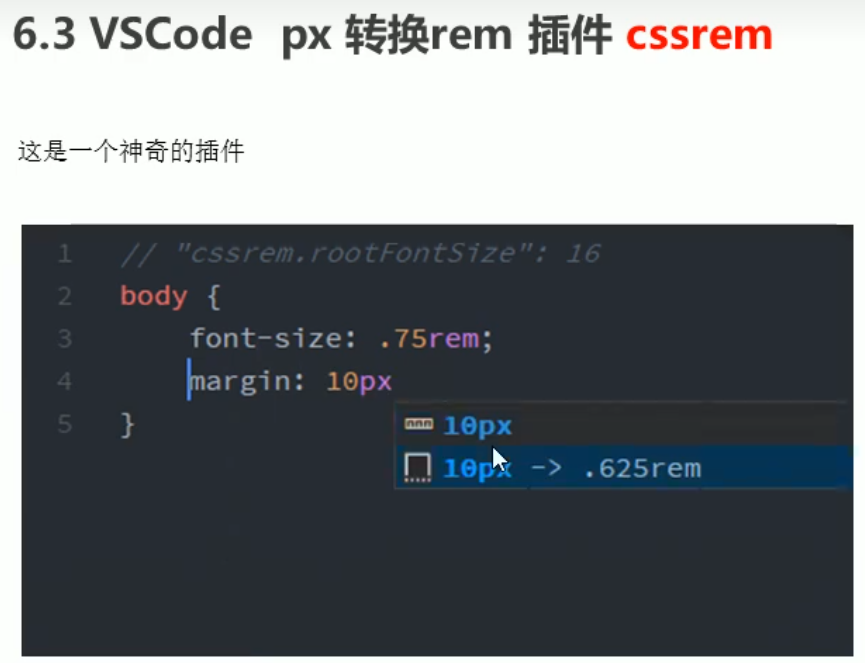 6.3 VSCode px 转换rem 插件 cssrem
这是一个神奇的插件
1 // "cssrem.rootFontSize": 16
2 body {
3 font-size: .75rem;
4 margin: 10px
5 }
10px
10px -> .625rem